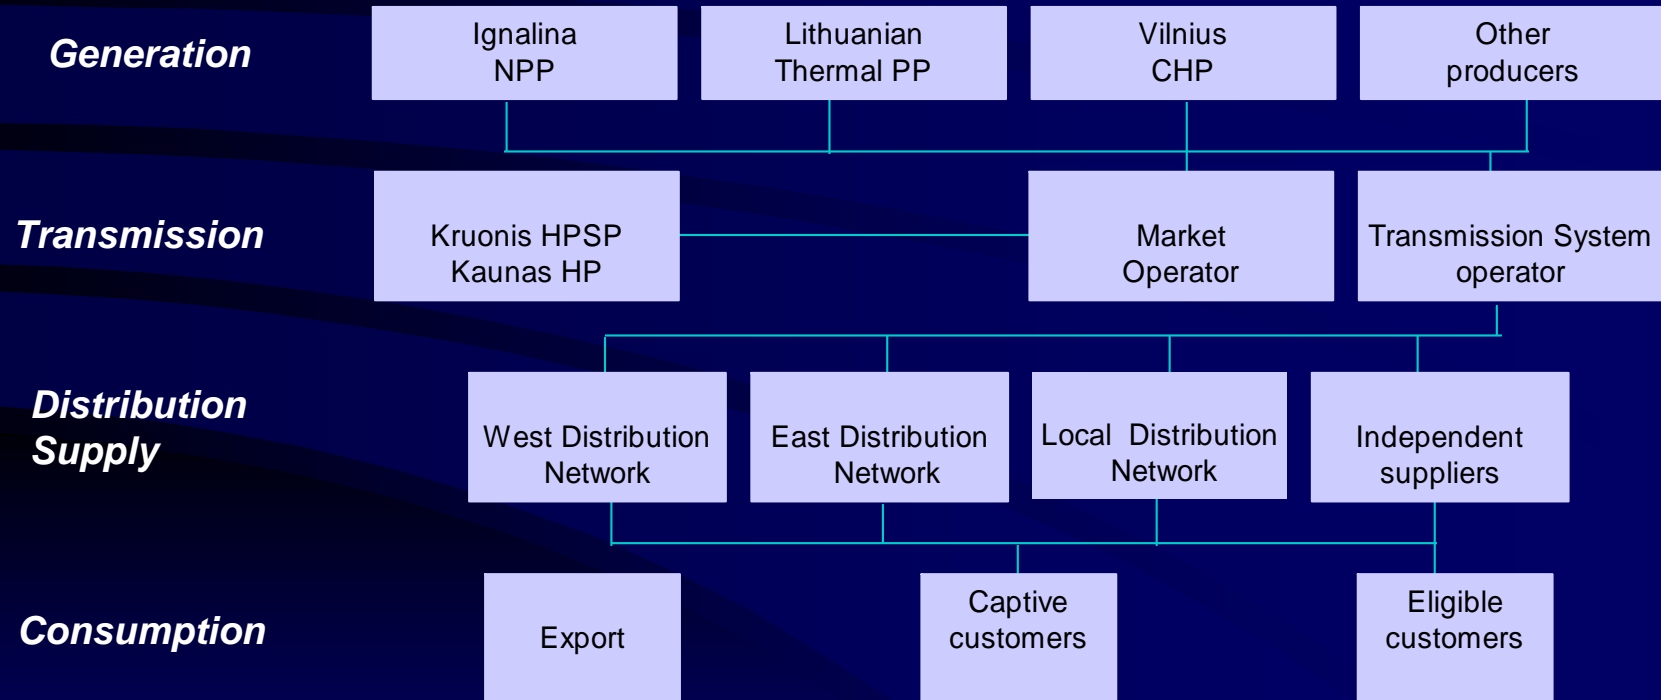 Generation
Ignalina
NPP
Lithuanian
Thermal PP
Vilnius
CHP
Other
producers
Transmission
Kruonis HPSP
Kaunas HP
Market
Operator
Transmission System
operator
Distribution
Supply
West Distribution
Network
East Distribution
Network
Local Distribution
Network
Independent
suppliers
Consumption
Export
Captive
customers
Eligible
customers